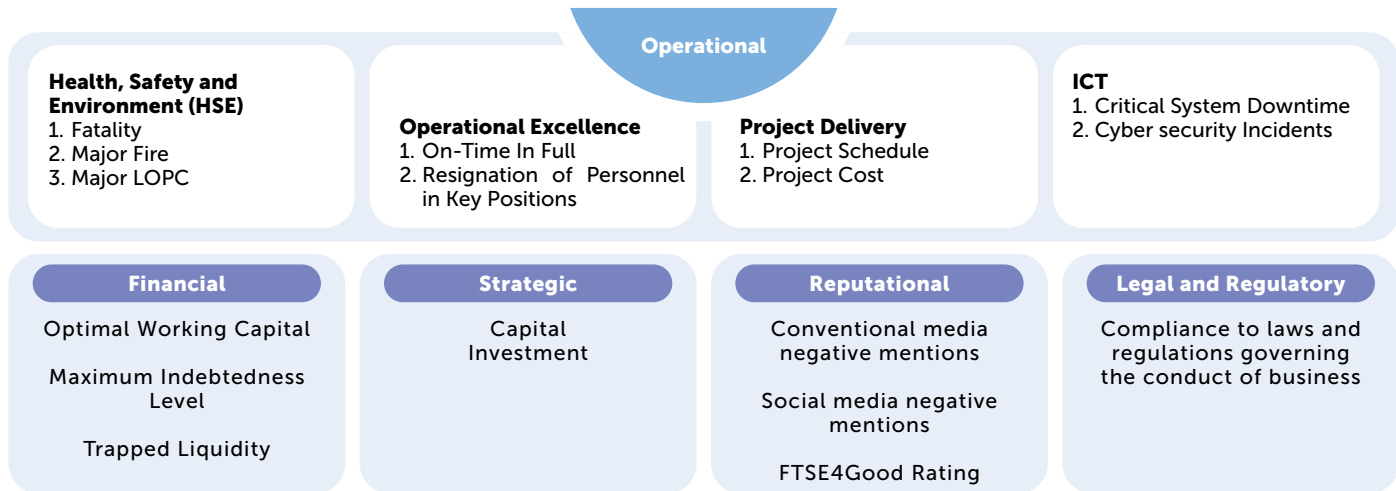 Operational
Health, Safety and
Environment (HSE)
1. Fatality
2. Major Fire
3. Major LOPC
Operational Excellence
1. On-Time In Full
2. Resignation of Personnel
in Key Positions
Project Delivery
1. Project Schedule
2. Project Cost
ICT
1. Critical System Downtime
2. Cyber security Incidents
Financial
Optimal Working Capital
Maximum Indebtedness
Level
Trapped Liquidity
Strategic
Capital
Investment
Reputational
Conventional media
negative mentions
Social media negative
mentions
FTSE4Good Rating
Legal and Regulatory
Compliance to laws and
regulations governing
the conduct of business